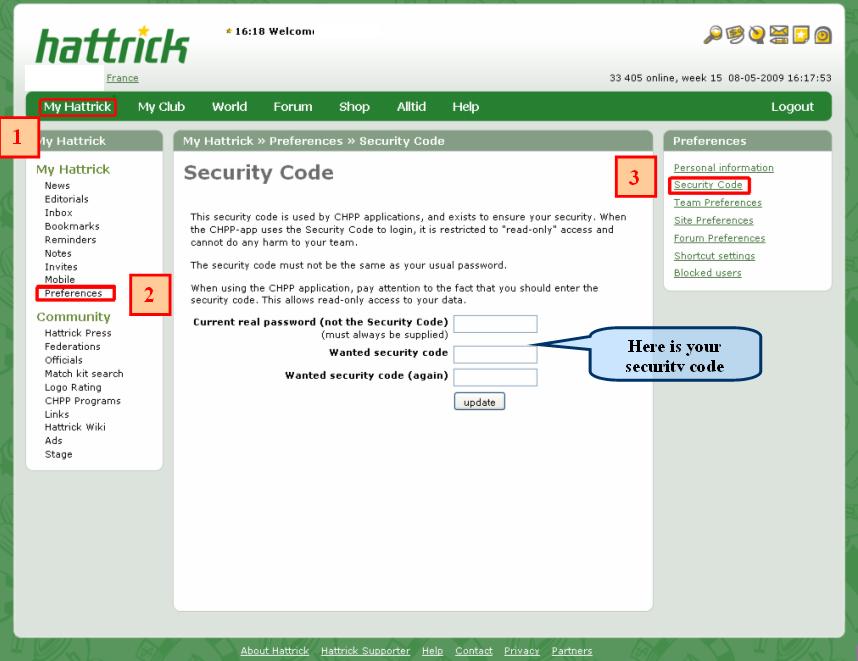 hattrick
16:18 Welcome
France
33 405 online, week 15 08-05-2009 16:17:53
My Hattrick My Club World Forum Shop Alltid Help Logout
1
My Hattrick
My Hattrick
News
Editorials
Inbox
Bookmarks
Reminders
Notes
Invites
Mobile
Preferences
2
Community
Hattrick Press
Federations
Officials
Match kit search
Logo Rating
CHPP Programs
Links
Hattrick Wiki
Ads
Stage
My Hattrick » Preferences » Security Code
Security Code
This security code is used by CHPP applications, and exists to ensure your security. When
the CHPP-app uses the Security Code to login, it is restricted to "read-only" access and
cannot do any harm to your team.
The security code must not be the same as your usual password.
When using the CHPP application, pay attention to the fact that you should enter the
security code. This allows read-only access to your data.
Current real password (not the Security Code)
(must always be supplied)
Wanted security code
Wanted security code (again)
update
Here is your
security code
3
Preferences
Personal information
Security Code
Team Preferences
Site Preferences
Forum Preferences
Shortcut settings
Blocked users
About Hattrick Hattrick Supporter Help Contact Privacy Partners